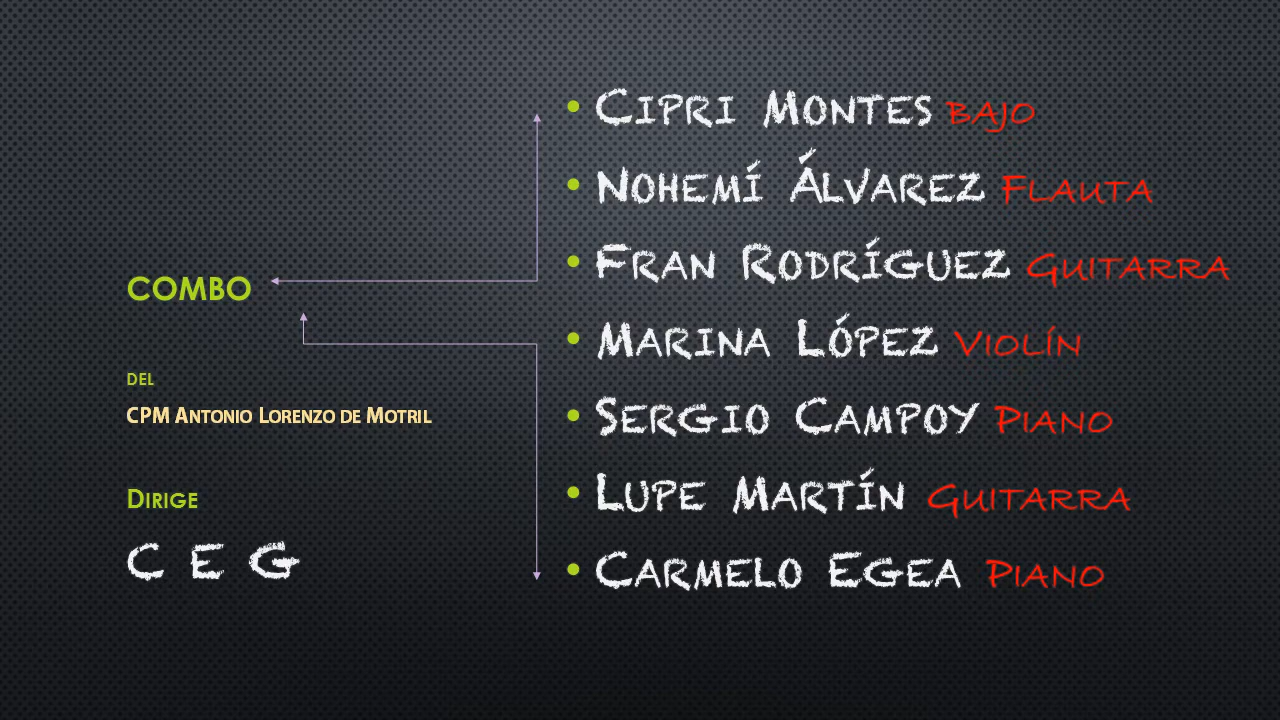 COMBO
DEL
CPM ANTONIO LORENZO DE MOTRIL
DIRIGE
C E G
• CIPRI MONTES BAJO
• NOHEMÍ ÁLVAREZ FLAUTA
• FRAN RODRÍGUEZ GUITARRA
• MARINA LÓPEZ VIOLÍN
• SERGIO CAMPOY PIANO
• LUPE MARTÍN GUITARRA
• CARMELO EGEA PIANO